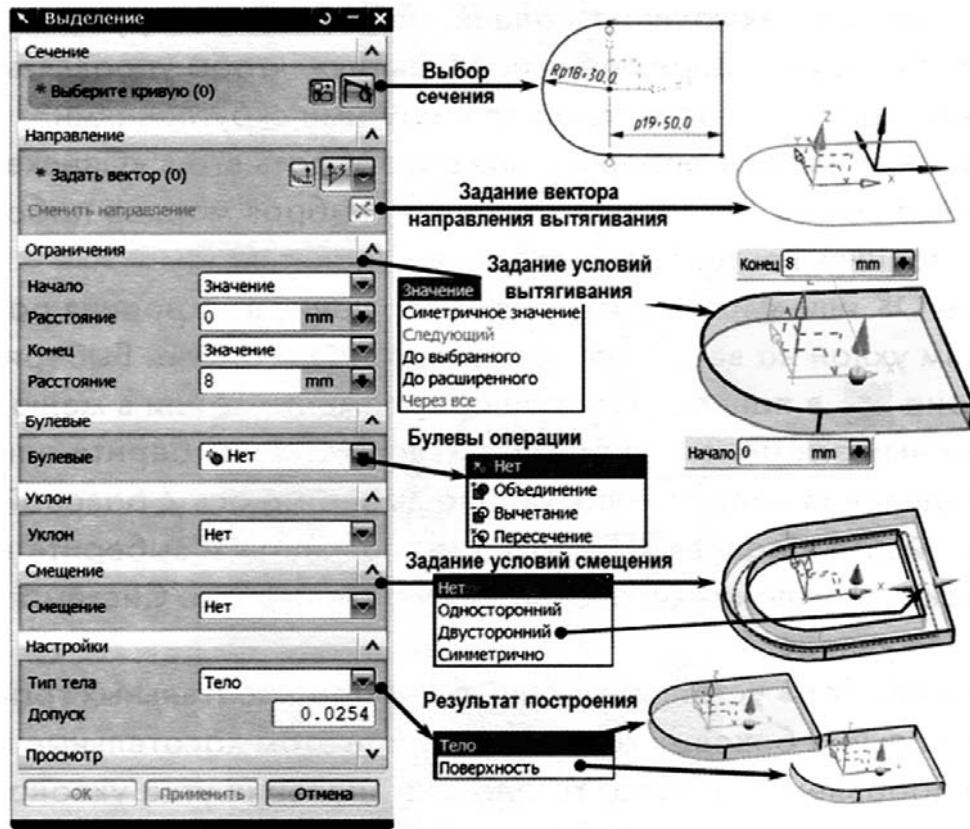 Выделение
Сечение
* Выберите кривую (0)
Направление
* Задать вектор (0)
Сменить направление
Ограничения
Начало
Значение
Расстояние
0 mm
Конец
Значение
Расстояние
8 mm
Булевые
Булевые
Нет
Уклон
Уклон
Нет
Смещение
Смещение
Нет
Настройки
Тип тела
Тело
Допуск
0.0254
Просмотр
ОК
Применить
Отмена
Выбор
сечения
Rp18=30,0
p19=50,0
Задание вектора
направления вытягивания
Z
Y
X
Задание условий
вытягивания
Значение
Симетричное значение
Следующий
До выбранного
До расширенного
Через все
Конец 8 mm
Начало 0 mm
Булевы операции
Нет
Объединение
Вычетание
Пересечение
Задание условий смещения
Нет
Односторонний
Двусторонний
Симметрично
Результат построения
Тело
Поверхность